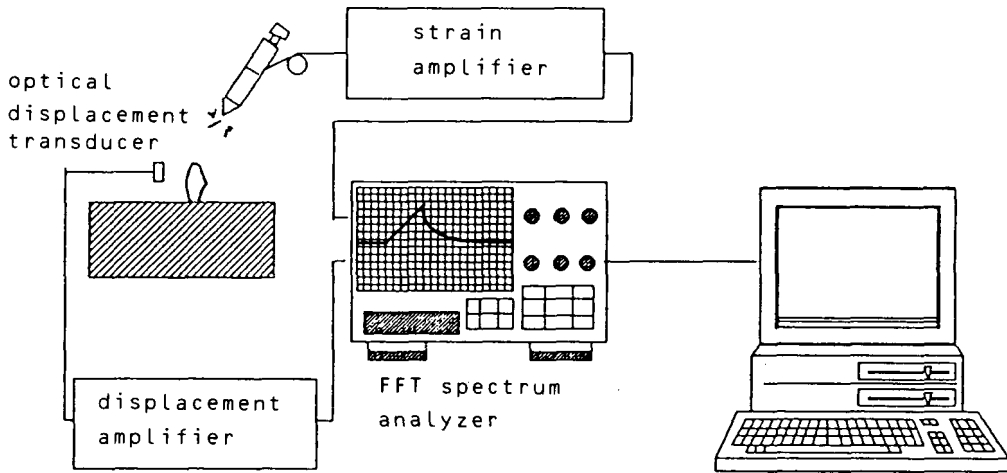 strain
amplifier
optical
displacement
transducer
FFT spectrum
analyzer
displacement
amplifier